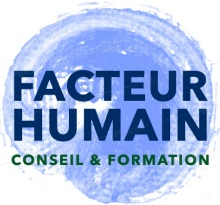 FACTEUR
HUMAIN
CONSEIL & FORMATION